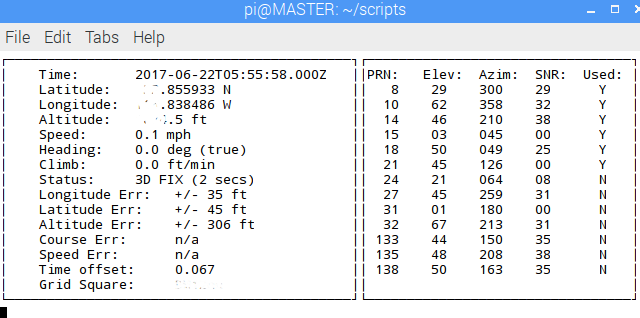 pi@MASTER: ~/scripts
File Edit Tabs Help
Time: 2017-06-22T05:55:58.000Z PRN: Elev: Azim: SNR: Used:
Latitude: .855933 N 8 29 300 29 Y
Longitude: .838486 W 10 62 358 32 Y
Altitude: .5 ft 14 46 210 38 Y
Speed: 0.1 mph 15 03 045 00 Y
Heading: 0.0 deg (true) 18 50 049 25 Y
Climb: 0.0 ft/min 21 45 126 00 Y
Status: 3D FIX (2 secs) 24 21 064 08 N
Longitude Err: +/- 35 ft 27 45 259 31 N
Latitude Err: +/- 45 ft 31 01 180 00 N
Altitude Err: +/- 306 ft 32 67 213 31 N
Course Err: n/a 133 44 150 35 N
Speed Err: n/a 135 48 208 38 N
Time offset: 0.067 138 50 163 35 N
Grid Square: